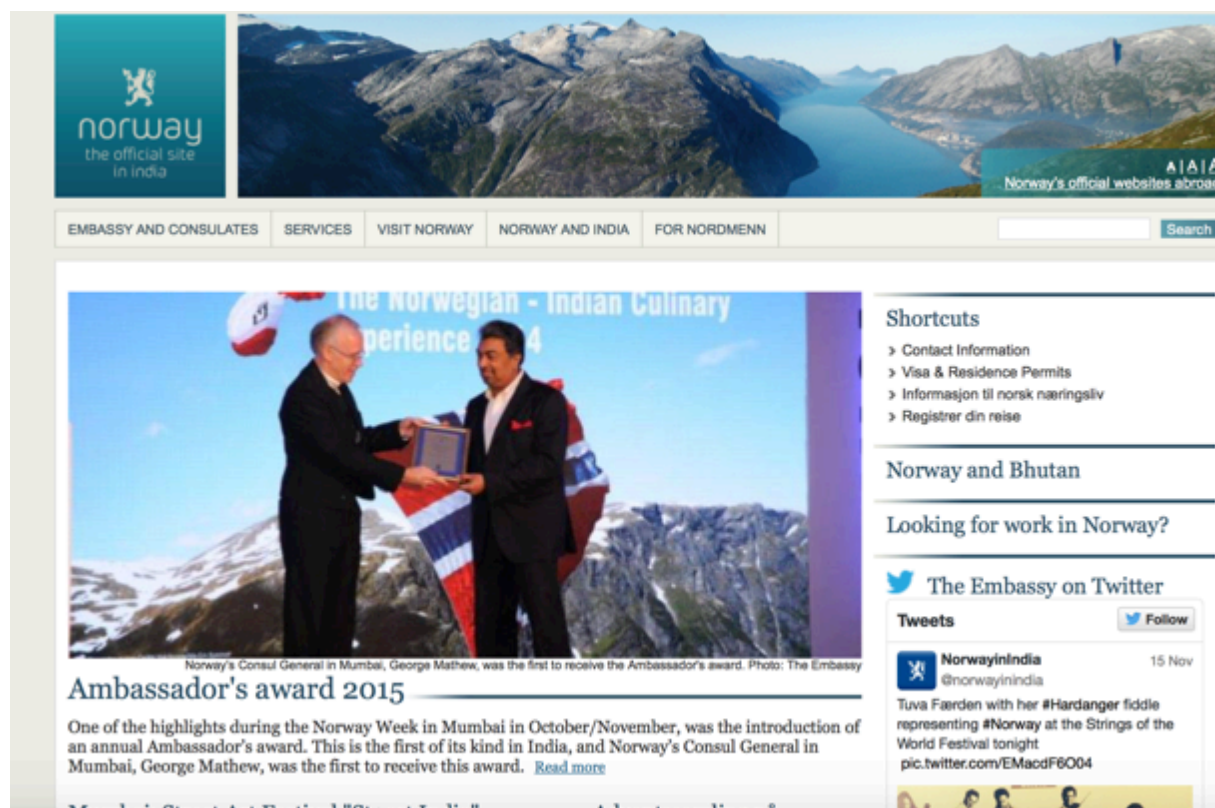 norway
the official site
in india
A|A|A
Norway's official websites abroad
EMBASSY AND CONSULATES SERVICES VISIT NORWAY NORWAY AND INDIA FOR NORDMENN Search
The Norwegian - Indian Culinary
perience 4
Norway's Consul General in Mumbai, George Mathew, was the first to receive the Ambassador's award. Photo: The Embassy
Ambassador's award 2015
One of the highlights during the Norway Week in Mumbai in October/November, was the introduction of
an annual Ambassador's award. This is the first of its kind in India, and Norway's Consul General in
Mumbai, George Mathew, was the first to receive this award. Read more
Shortcuts
Contact Information
Visa & Residence Permits
Informasjon til norsk næringsliv
Registrer din reise
Norway and Bhutan
Looking for work in Norway?
The Embassy on Twitter
Tweets Follow
NorwayinIndia 15 Nov
@norwayinindia
Tuva Færden with her #Hardanger fiddle
representing #Norway at the Strings of the
World Festival tonight
pic.twitter.com/EMacdF6O04